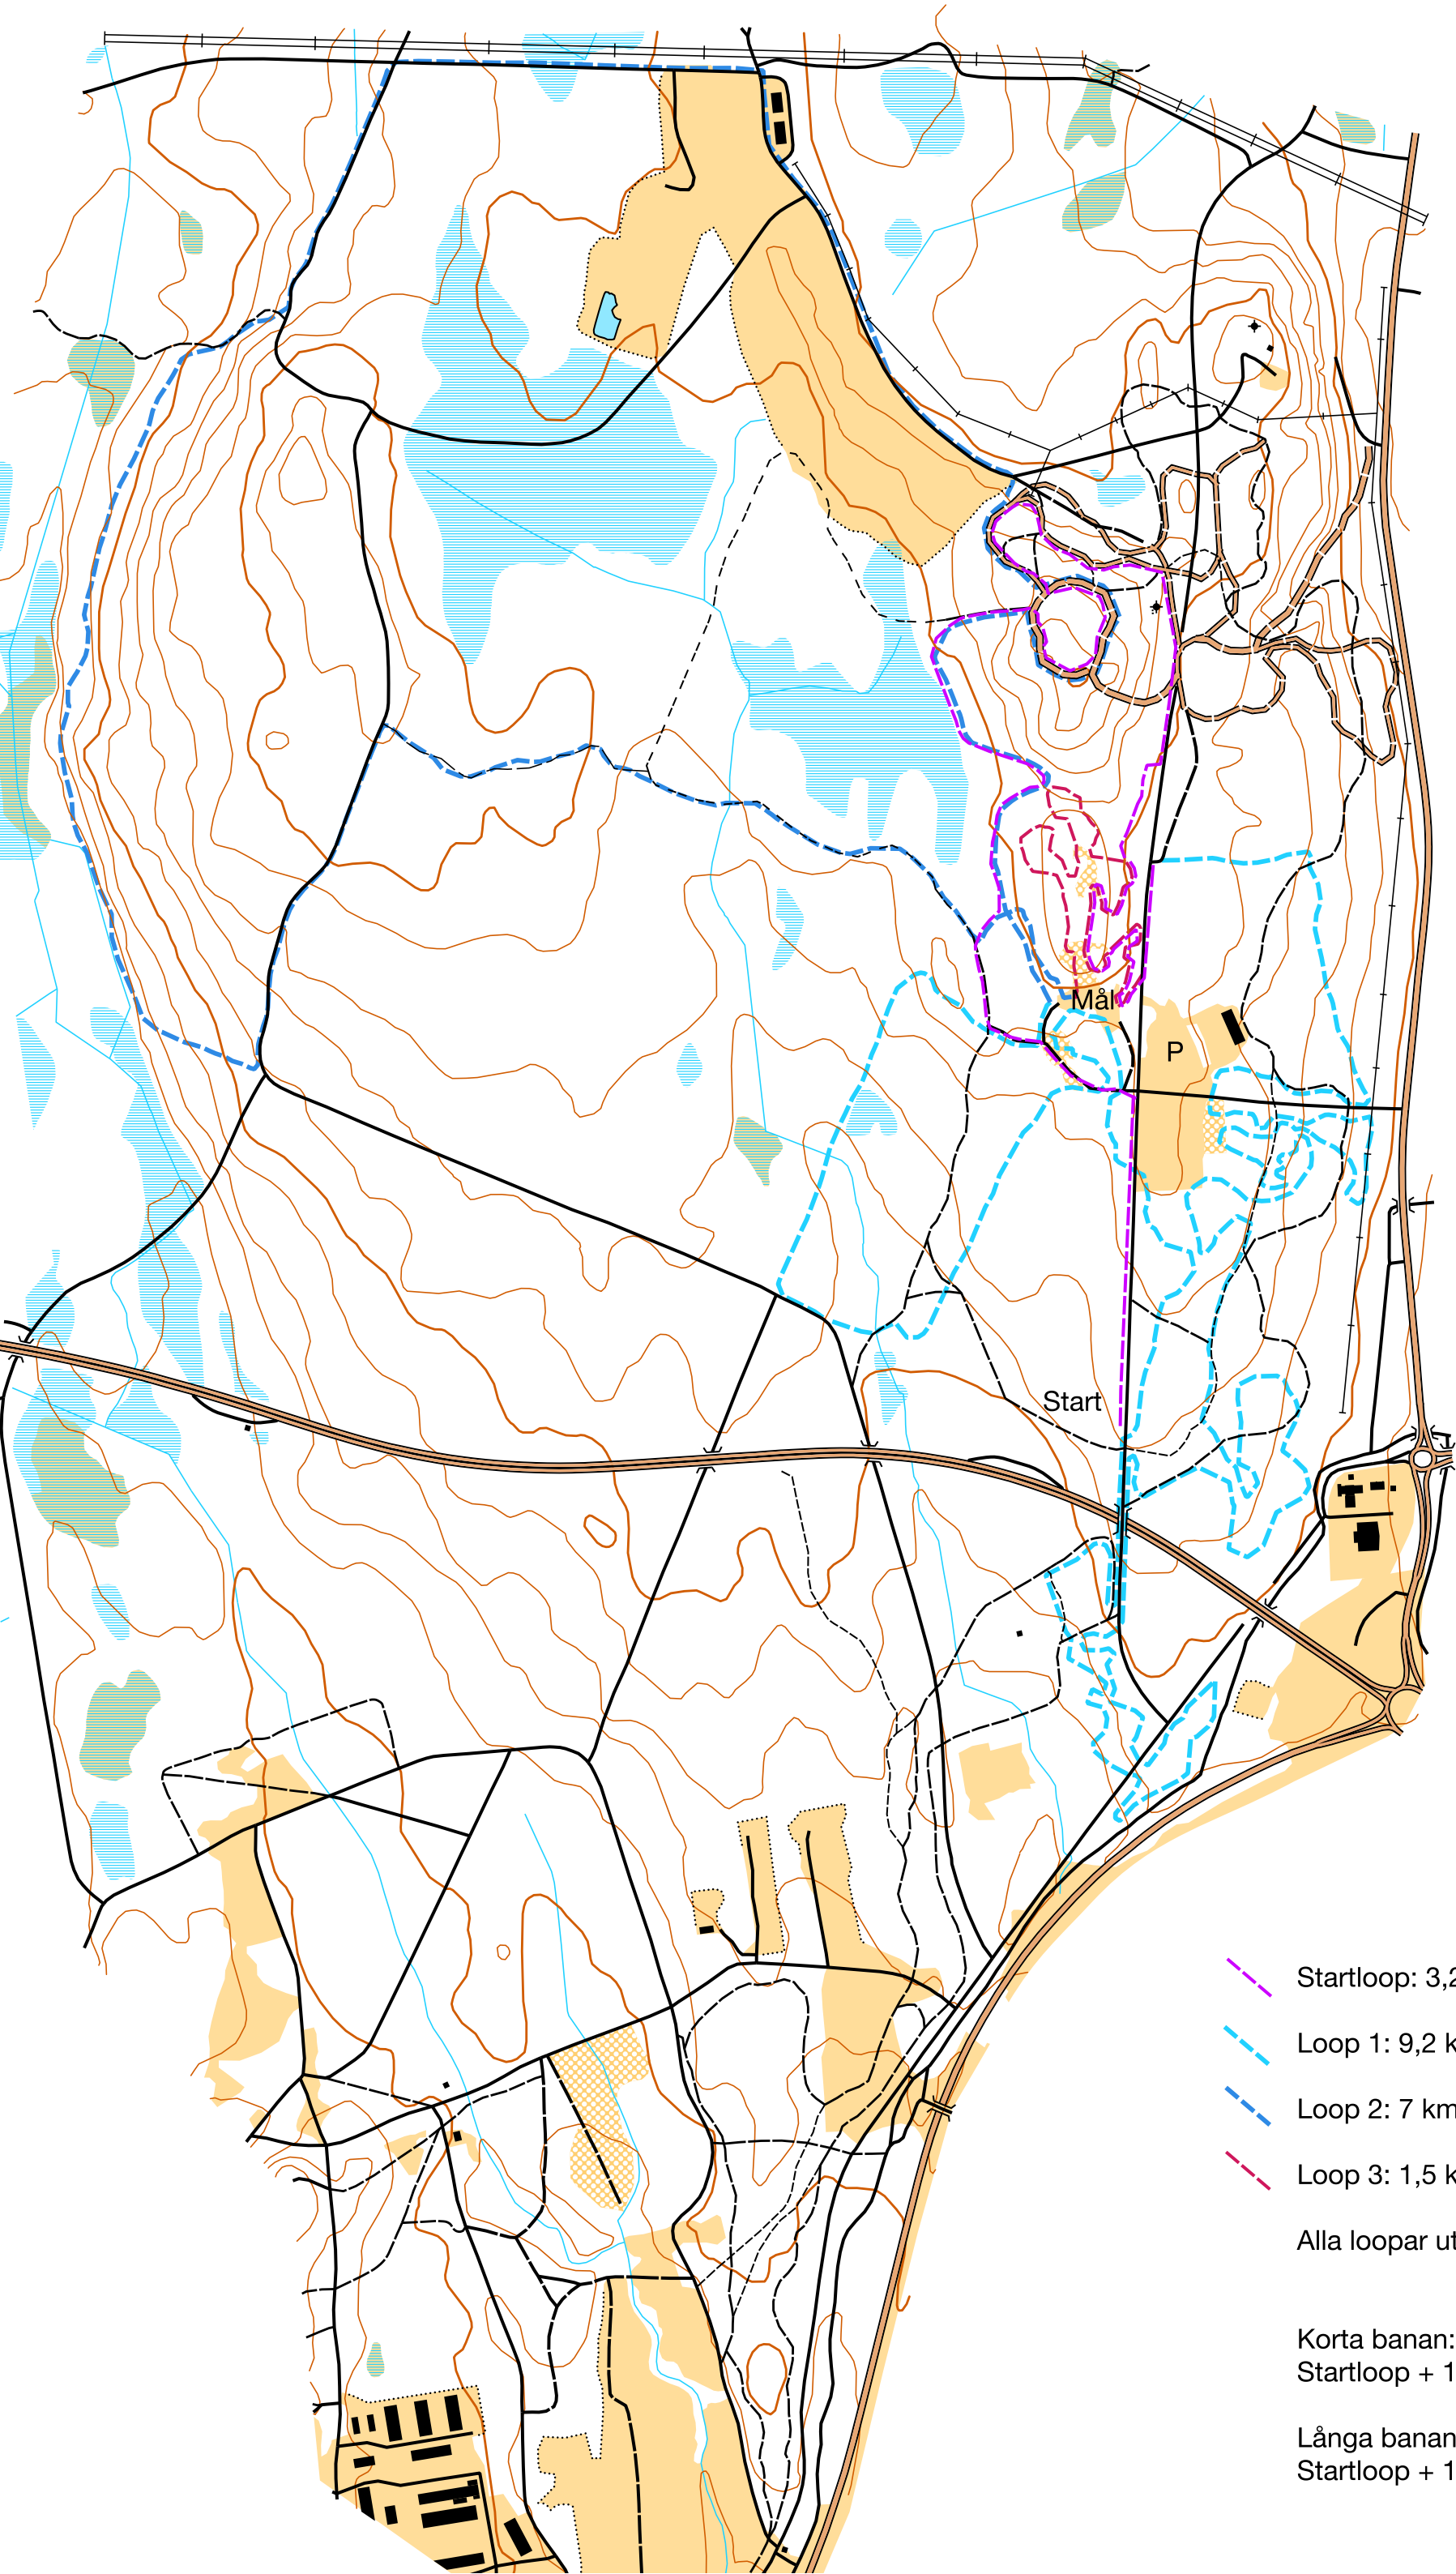 Mål
P
Start
Startloop: 3,2
Loop 1: 9,2 k
Loop 2: 7 km
Loop 3: 1,5 k
Alla loopar ut
Korta banan:
Startloop + 1
Långa banan
Startloop + 1